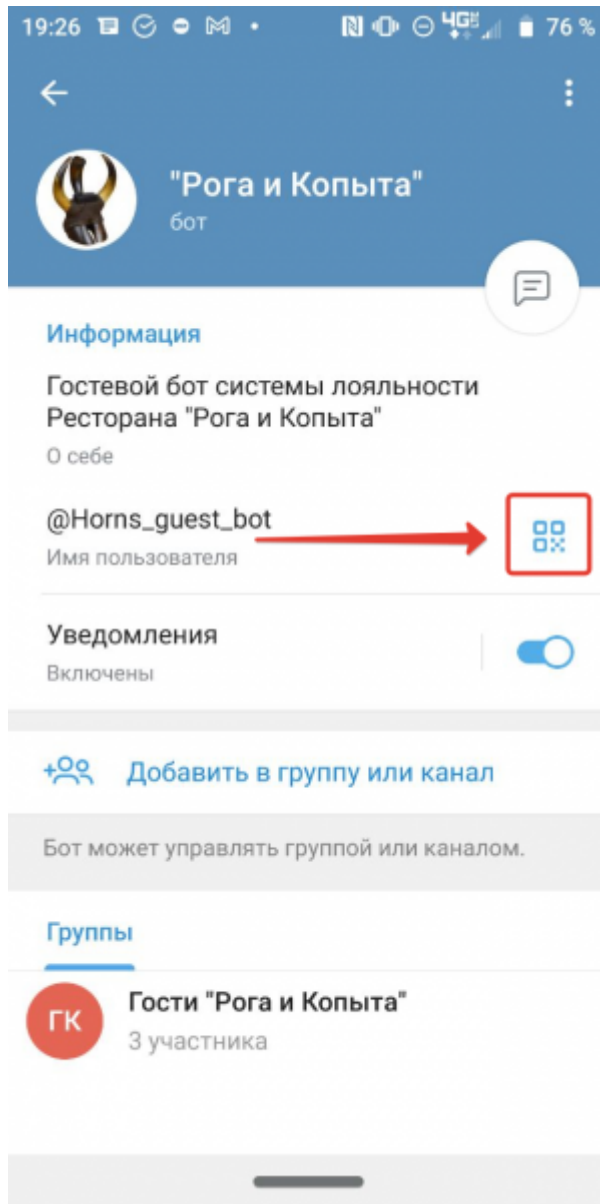 19:26
4G
76 %
"Рога и Копыта"
бот
Информация
Гостевой бот системы лояльности
Ресторана "Рога и Копыта"
О себе
@Horns_guest_bot
Имя пользователя
Уведомления
Включены
Добавить в группу или канал
Бот может управлять группой или каналом.
Группы
ГК
Гости "Рога и Копыта"
3 участника